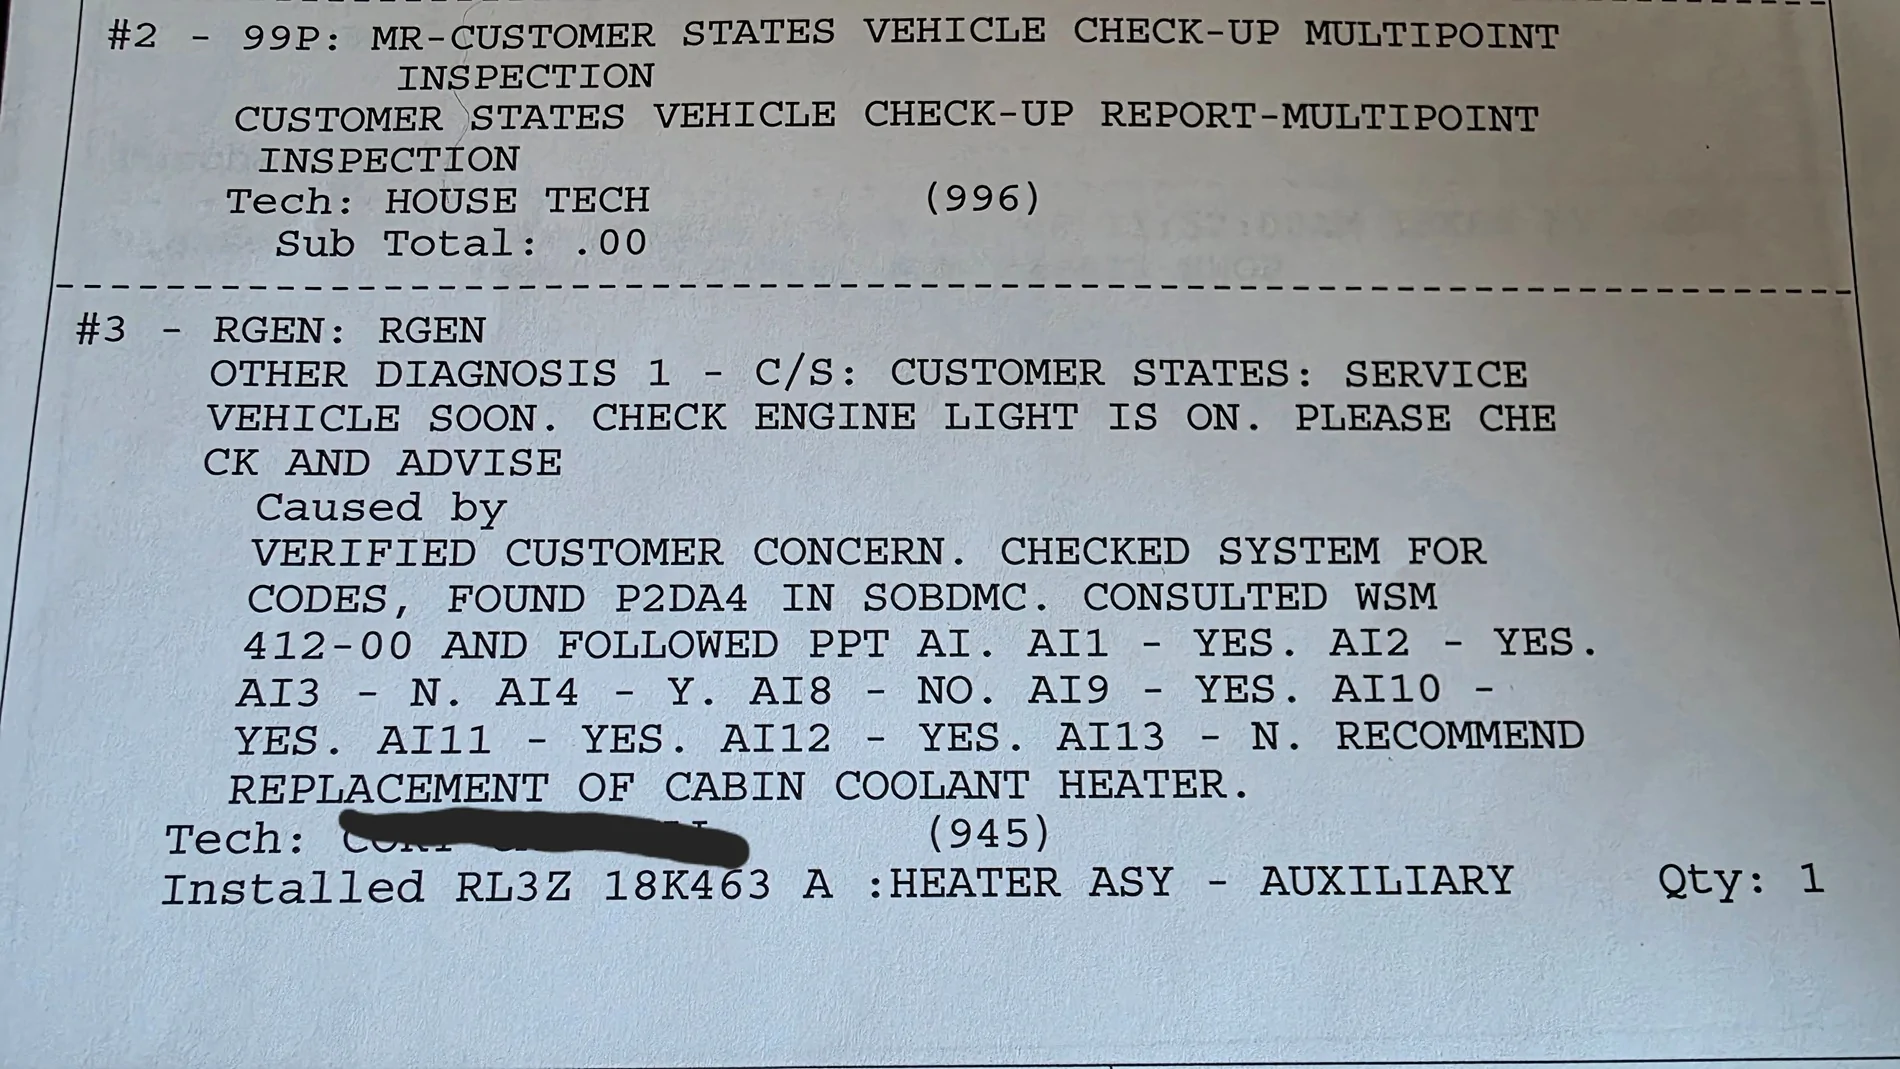 #2 - 99P: MR-CUSTOMER STATES VEHICLE CHECK-UP MULTIPOINT
INSPECTION
CUSTOMER STATES VEHICLE CHECK-UP REPORT-MULTIPOINT
INSPECTION
Tech: HOUSE TECH (996)
Sub Total: .00
#3 - RGEN: RGEN
OTHER DIAGNOSIS 1 - C/S: CUSTOMER STATES: SERVICE
VEHICLE SOON. CHECK ENGINE LIGHT IS ON. PLEASE CHE
CK AND ADVISE
Caused by
VERIFIED CUSTOMER CONCERN. CHECKED SYSTEM FOR
CODES, FOUND P2DA4 IN SOBDMC. CONSULTED WSM
412-00 AND FOLLOWED PPT AI. AI1 - YES. AI2 - YES.
AI3 - N. AI4 - Y. AI8 - NO. AI9 - YES. AI10 -
YES. AI11 - YES. AI12 - YES. AI13 - N. RECOMMEND
REPLACEMENT OF CABIN COOLANT HEATER.
Tech: (945)
Installed RL3Z 18K463 A :HEATER ASY - AUXILIARY Qty: 1